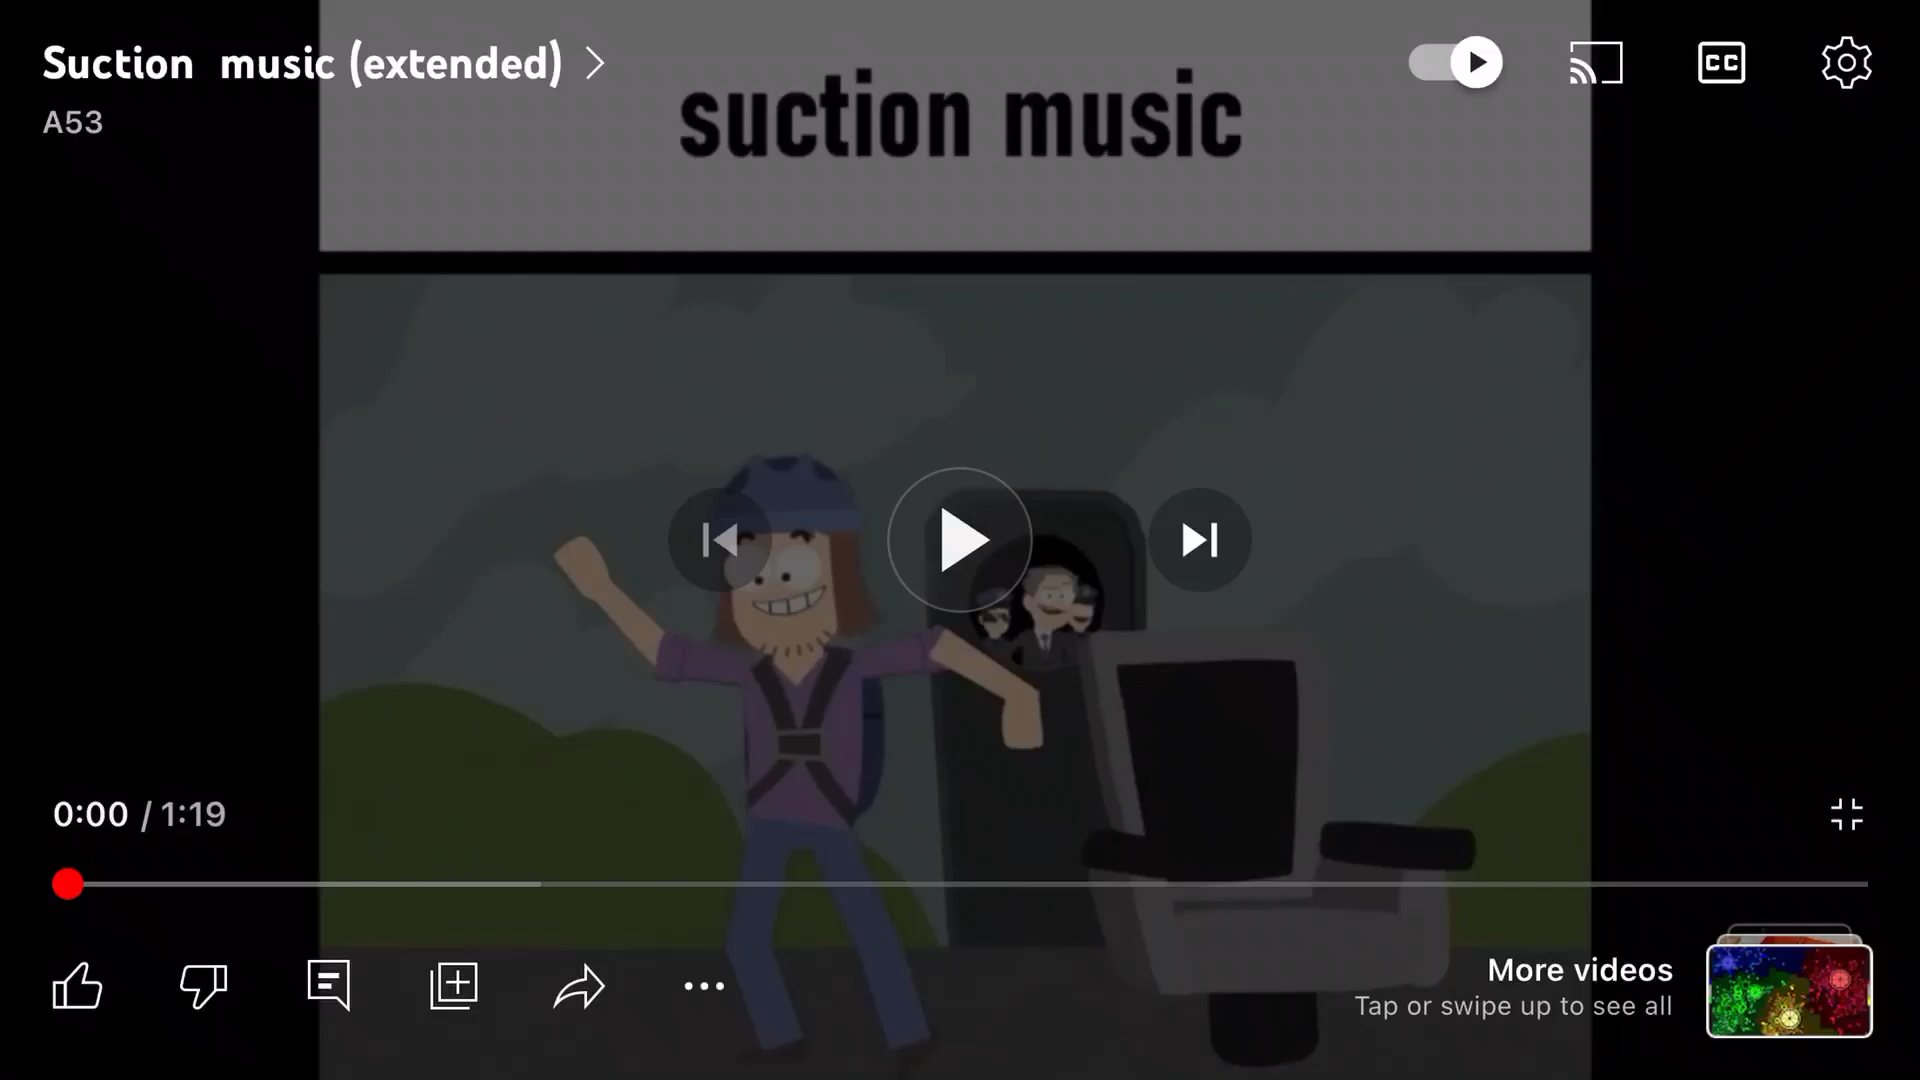 Suction music (extended)
A53
suction music
CC
0:00 / 1:19
More videos
Tap or swipe up to see all